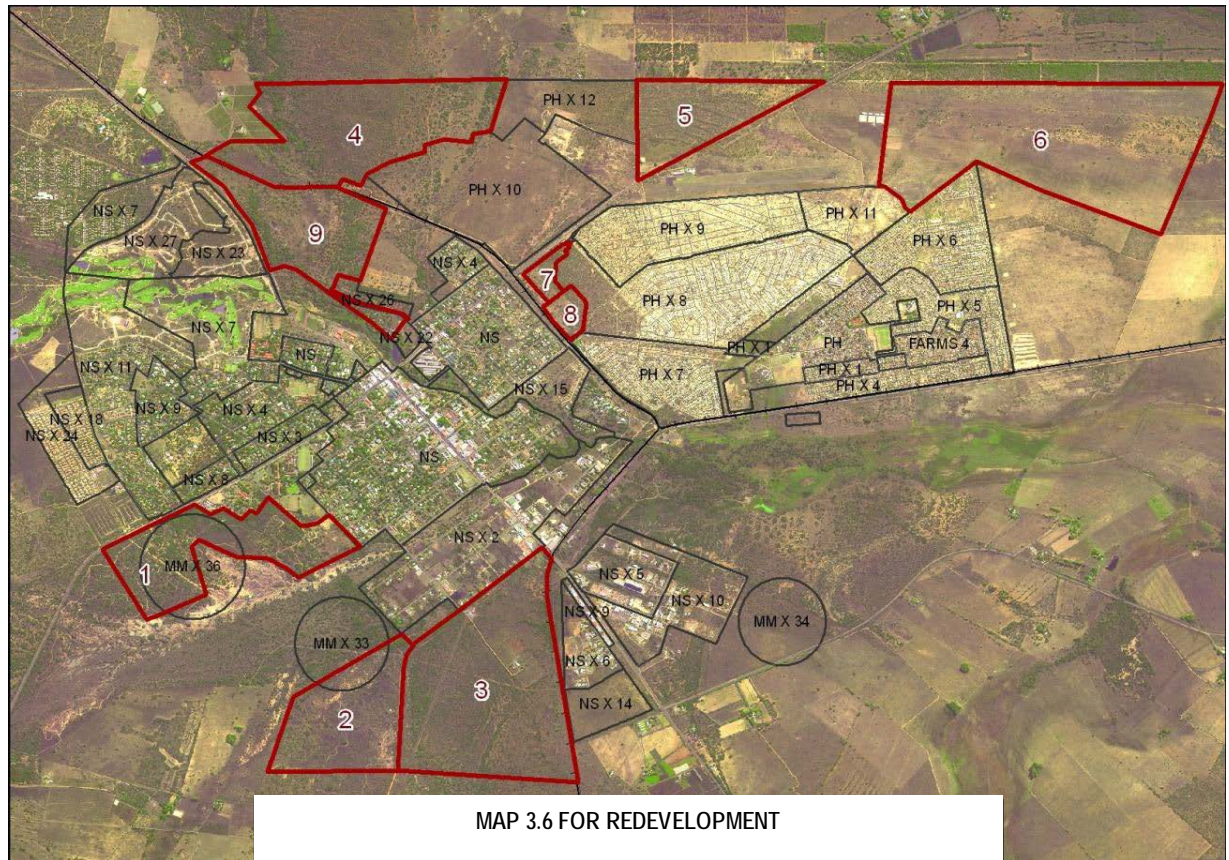 PH X 12
5
4
6
PH X 10
NS X 7
PH X 11
PH X 9
PH X 6
9
NS X 27
NS X 23
NS X 4
7
NS X 26
PH X 8
PH X 5
8
NS X 7
NS X 22
NS
PH X 1
PH
FARMS 4
NS
NS X 11
PH X 7
PH X 1
PH X 4
NS X 15
NS X 18
NS X 9
NS X 4
NS X 24
NS X 3
NS
NS X 8
NS X 2
1
MM X 36
NS X 5
NS X 10
NS X 9
MM X 34
MM X 33
NS X 6
3
2
NS X 14
MAP 3.6 FOR REDEVELOPMENT